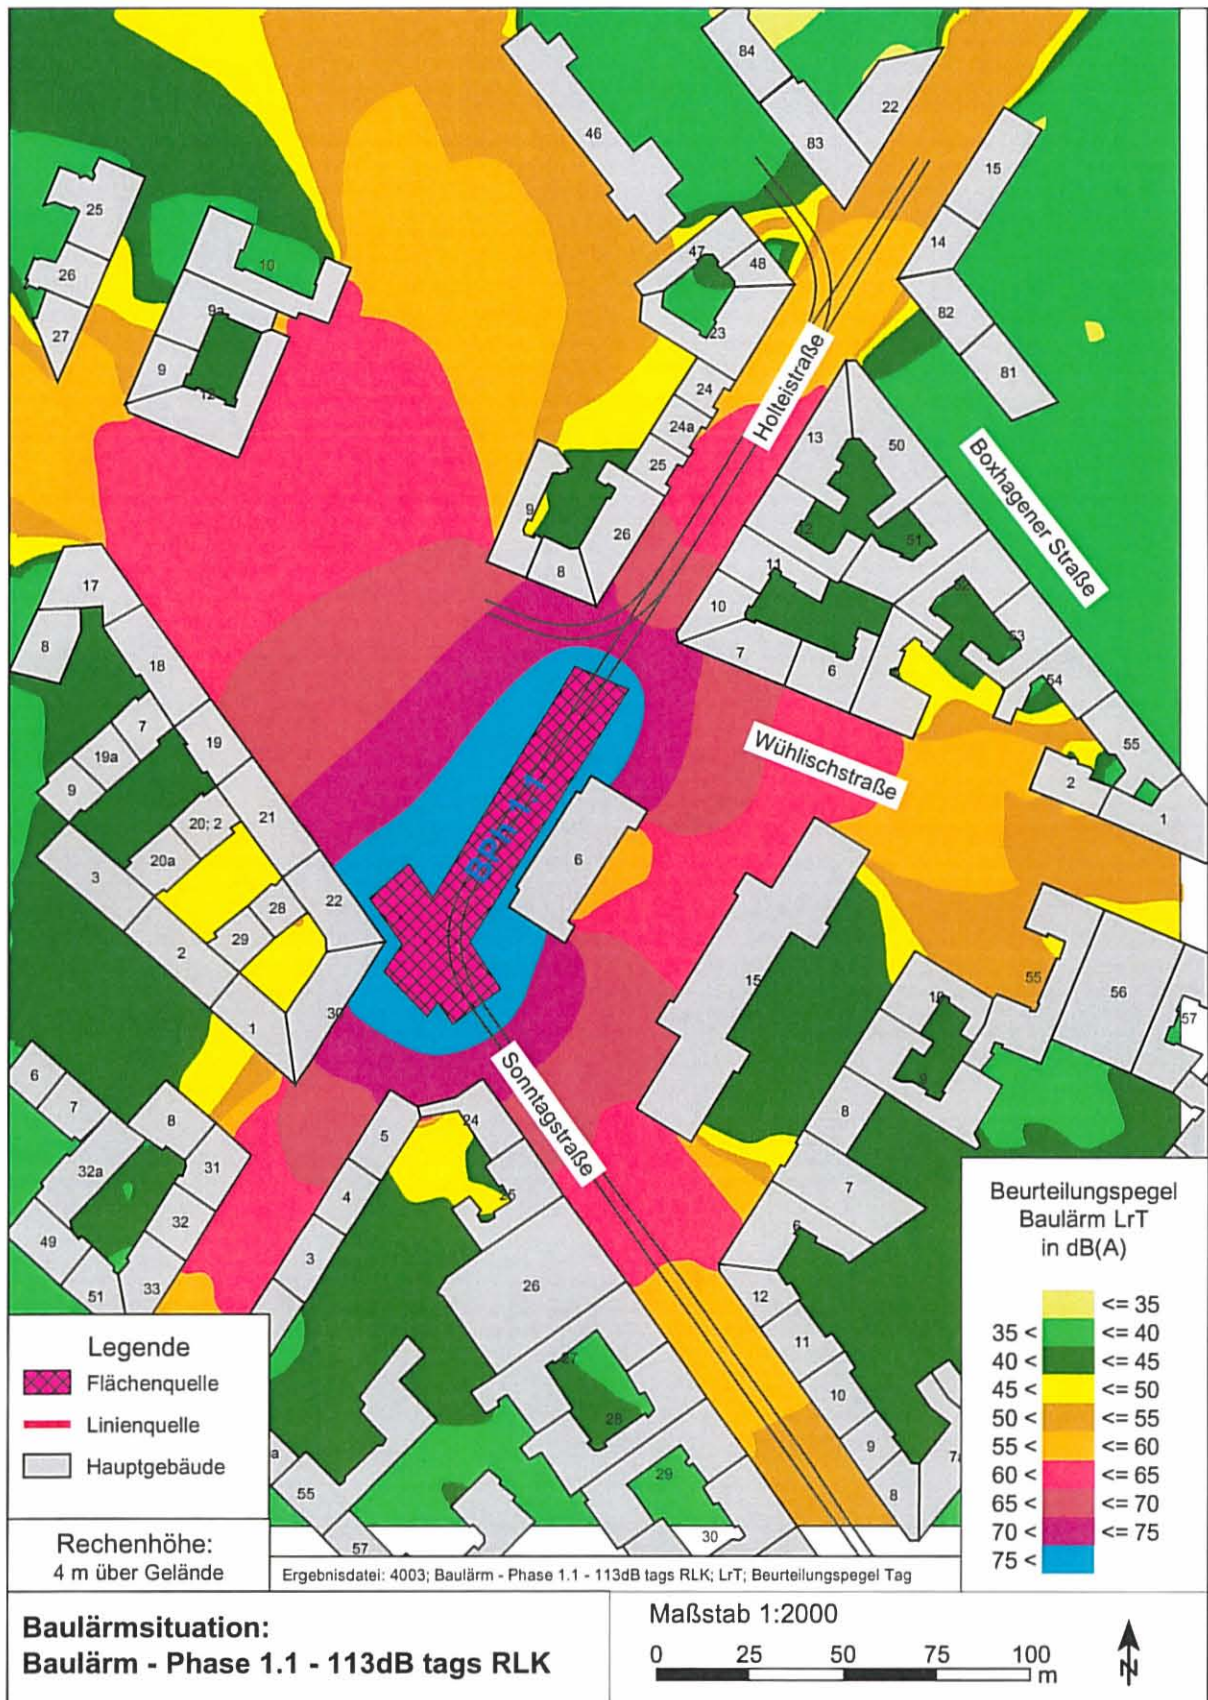 84
22
46
83
15
25
14
47
48
26
10
82
9a
23
27
81
9
12
24
Holteistraße
24a
13
50
25
Boxhagener Straße
9
26
12
51
17
8
11
10
8
53
18
7
6
54
7
19
Wühlischstraße
55
19a
2
9
1
21
BPh 1.1
20; 2
6
20a
3
22
28
29
2
15
55
56
10
57
30
1
9
Sonntagstraße
6
7
8
5
24
8
32a
31
4
25
7
32
6
49
3
33
51
26
12
11
27
10
28
9
a
7a
29
8
55
30
57
Beurteilungspegel
Baulärm LrT
in dB(A)
<= 35
35 < <= 40
40 < <= 45
45 < <= 50
50 < <= 55
55 < <= 60
60 < <= 65
65 < <= 70
70 < <= 75
75 <
Legende
Flächenquelle
Linienquelle
Hauptgebäude
Rechenhöhe:
4 m über Gelände
Ergebnisdatei: 4003; Baulärm - Phase 1.1 - 113dB tags RLK; LrT; Beurteilungspegel Tag
Baulärmsituation:
Baulärm - Phase 1.1 - 113dB tags RLK
Maßstab 1:2000
0 25 50 75 100
m
N